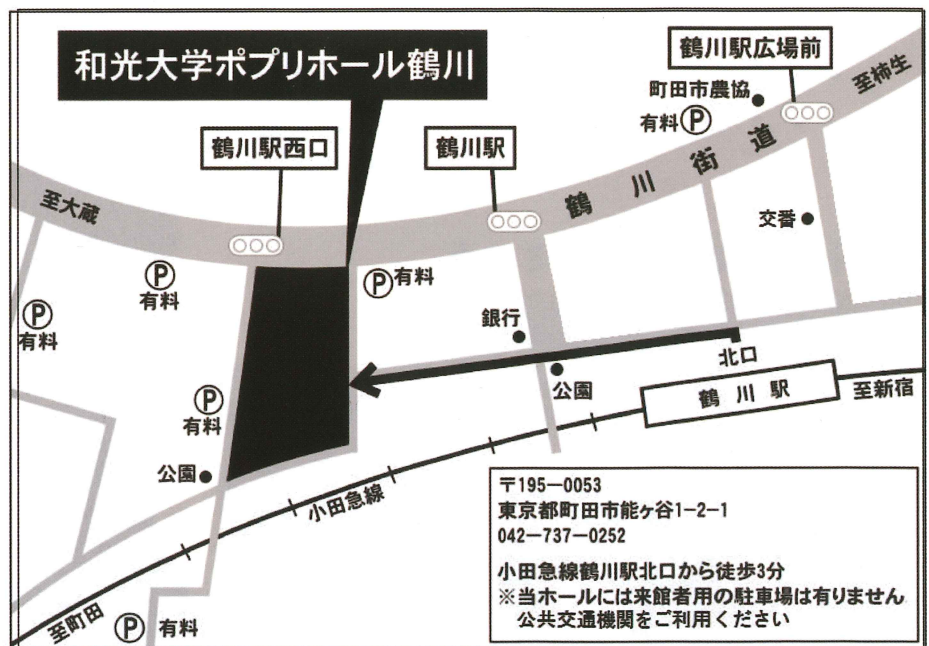 和光大学ポプリホール鶴川
鶴川駅広場前
至柿生
町田市農協
有料Ⓟ
鶴川駅西口
鶴川駅
鶴川街道
至大蔵
交番
Ⓟ
有料
Ⓟ有料
Ⓟ
有料
銀行
北口
公園
鶴川駅
至新宿
Ⓟ
有料
公園
小田急線
〒195－0053
東京都町田市能ヶ谷1－2－1
042－737－0252
小田急線鶴川駅北口から徒歩3分
※当ホールには来館者用の駐車場は有りません
公共交通機関をご利用ください
至町田
Ⓟ 有料